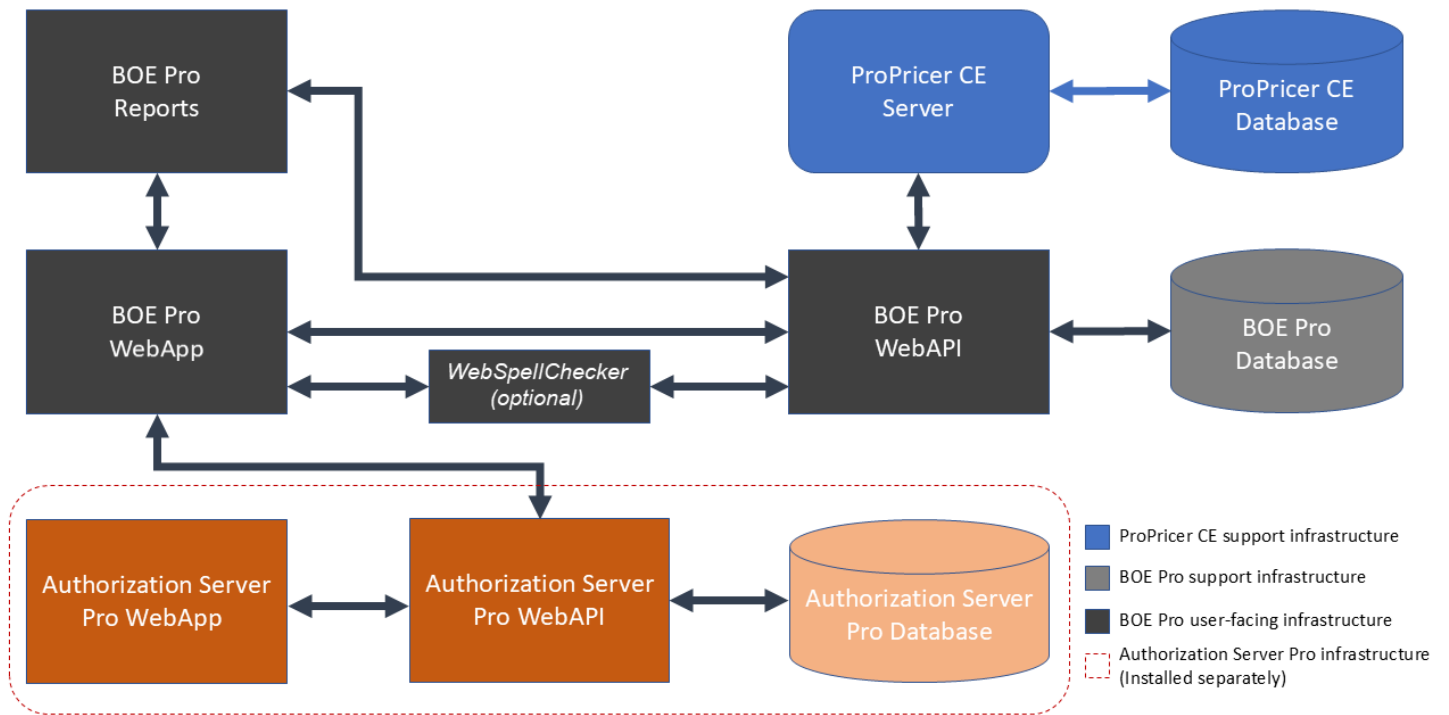 BOE Pro
Reports
ProPricer CE
Server
ProPricer CE
Database
BOE Pro
WebApp
WebSpellChecker
(optional)
BOE Pro
WebAPI
BOE Pro
Database
Authorization Server
Pro WebApp
Authorization Server
Pro WebAPI
Authorization Server
Pro Database
ProPricer CE support infrastructure
BOE Pro support infrastructure
BOE Pro user-facing infrastructure
Authorization Server Pro infrastructure
(Installed separately)